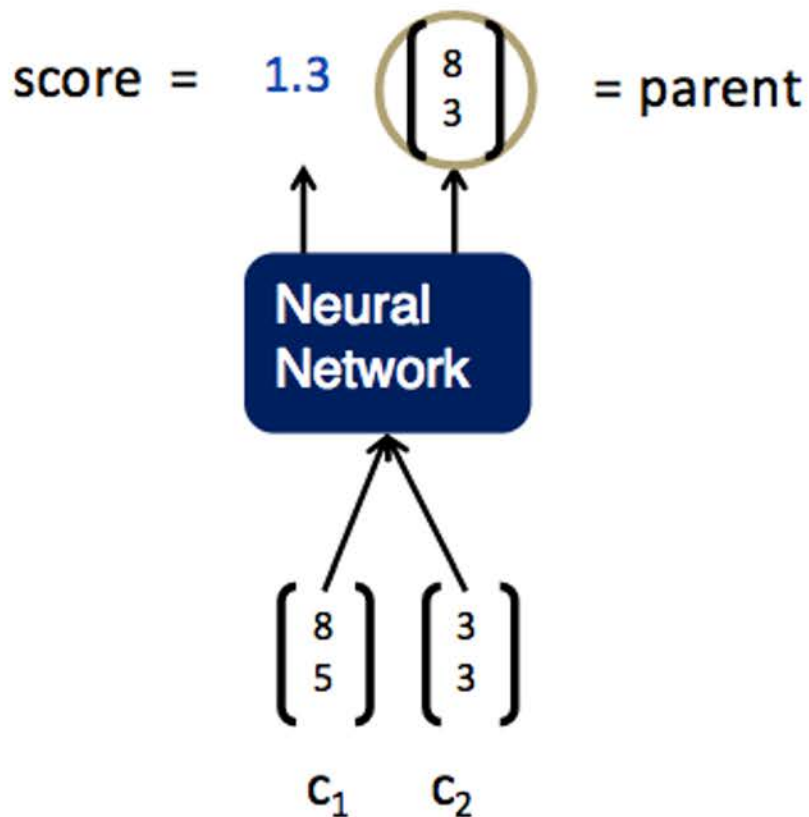 score = 1.3 8 = parent
3
Neural
Network
8 3
5 3
c₁ c₂